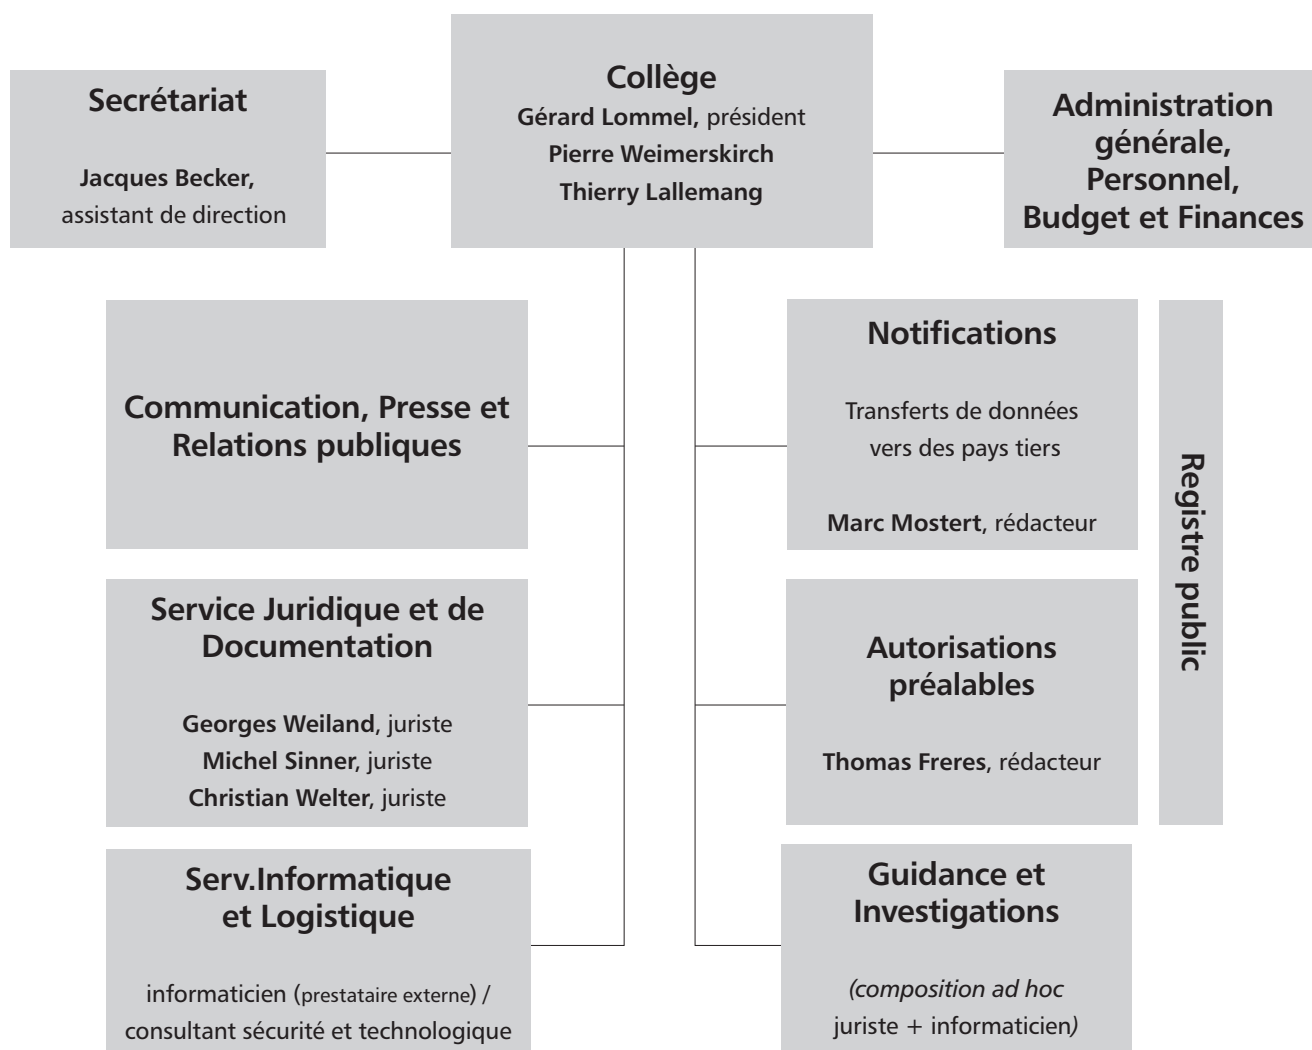 Secrétariat
Jacques Becker,
assistant de direction
Collège
Gérard Lommel, président
Pierre Weimerskirch
Thierry Lallemang
Administration
générale,
Personnel,
Budget et Finances
Communication, Presse et
Relations publiques
Notifications
Transferts de données
vers des pays tiers
Marc Mostert, rédacteur
Registre public
Service Juridique et de
Documentation
Georges Weiland, juriste
Michel Sinner, juriste
Christian Welter, juriste
Autorisations
préalables
Thomas Freres, rédacteur
Serv.Informatique
et Logistique
informaticien (prestataire externe) /
consultant sécurité et technologique
Guidance et
Investigations
(composition ad hoc
juriste + informaticien)